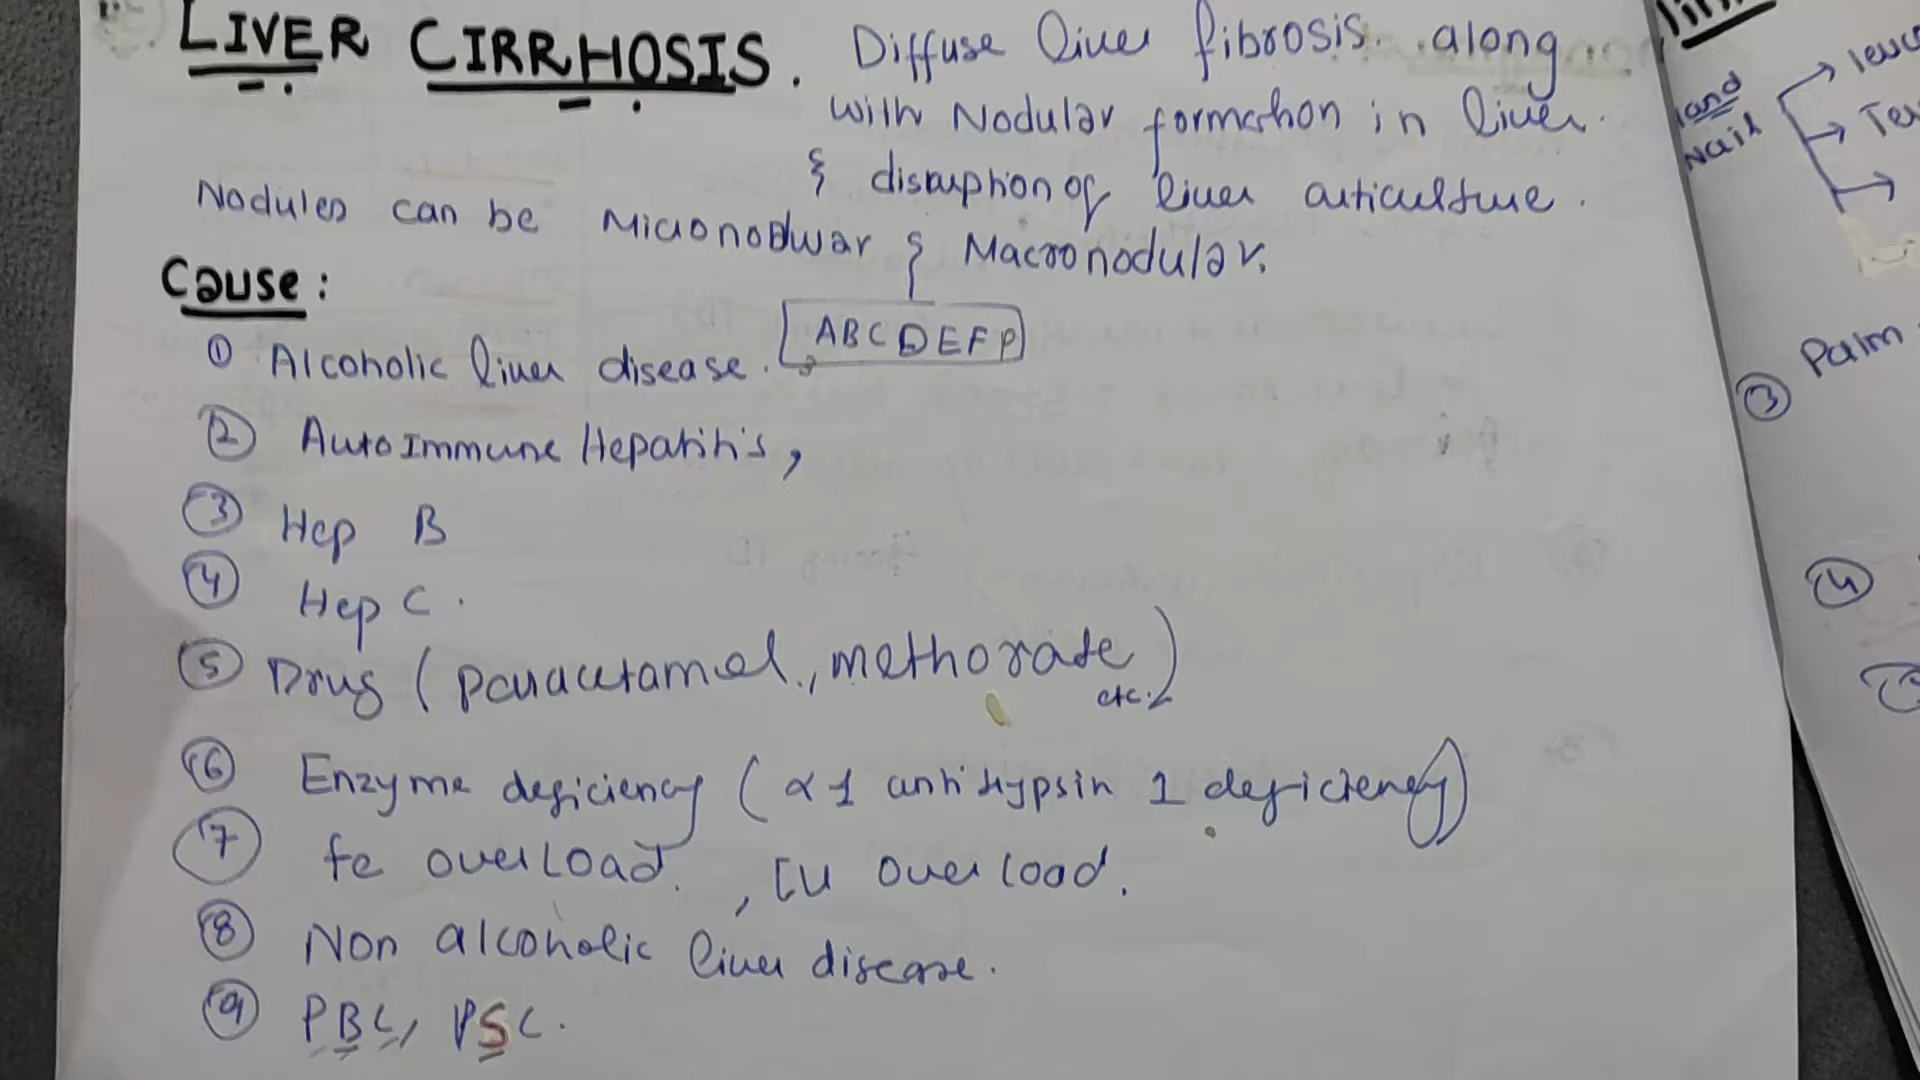 LIVER CIRRHOSIS. Diffuse liver fibrosis along
with Nodular formation in liver.
& disruption of liver articulture.
Nodules can be Micronodular & Macronodular.
Cause:
ABCDEFP
① Alcoholic liver disease.
② AutoImmune Hepatitis,
③ Hep B
④ Hep C.
⑤ Drug (Paracetamol, methorate etc.)
⑥ Enzyme deficiency (α1 antitrypsin 1 deficiency)
⑦ fe overLoad, CU overload.
⑧ Non alcoholic liver disease.
⑨ PBC, PSC.
Nail
③ Palm
④